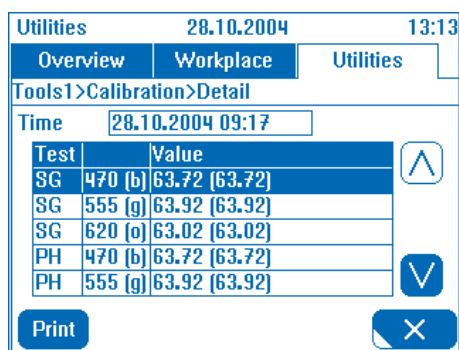 Utilities 28.10.2004 13:13
Overview Workplace Utilities
Tools1>Calibration>Detail
Time 28.10.2004 09:17
Test Value
SG 470 (b) 63.72 (63.72)
SG 555 (g) 63.92 (63.92)
SG 620 (o) 63.02 (63.02)
PH 470 (b) 63.72 (63.72)
PH 555 (g) 63.92 (63.92)
Print